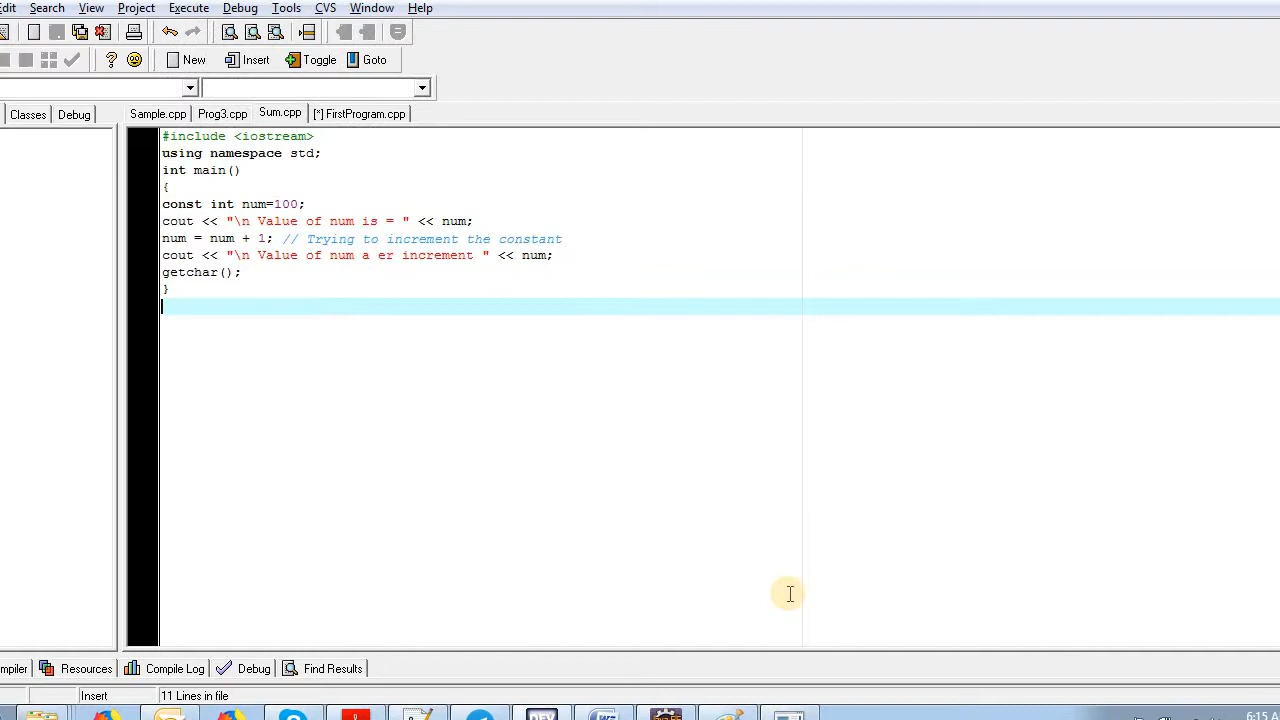 Edit Search View Project Execute Debug Tools CVS Window Help
New Insert Toggle Goto
Classes Debug Sample.cpp Prog3.cpp Sum.cpp [*] FirstProgram.cpp
#include <iostream>
using namespace std;
int main()
{
const int num=100;
cout << "\n Value of num is = " << num;
num = num + 1; // Trying to increment the constant
cout << "\n Value of num a er increment " << num;
getchar();
}
mpiler Resources Compile Log Debug Find Results
Insert 11 Lines in file
DEV
6:15 A